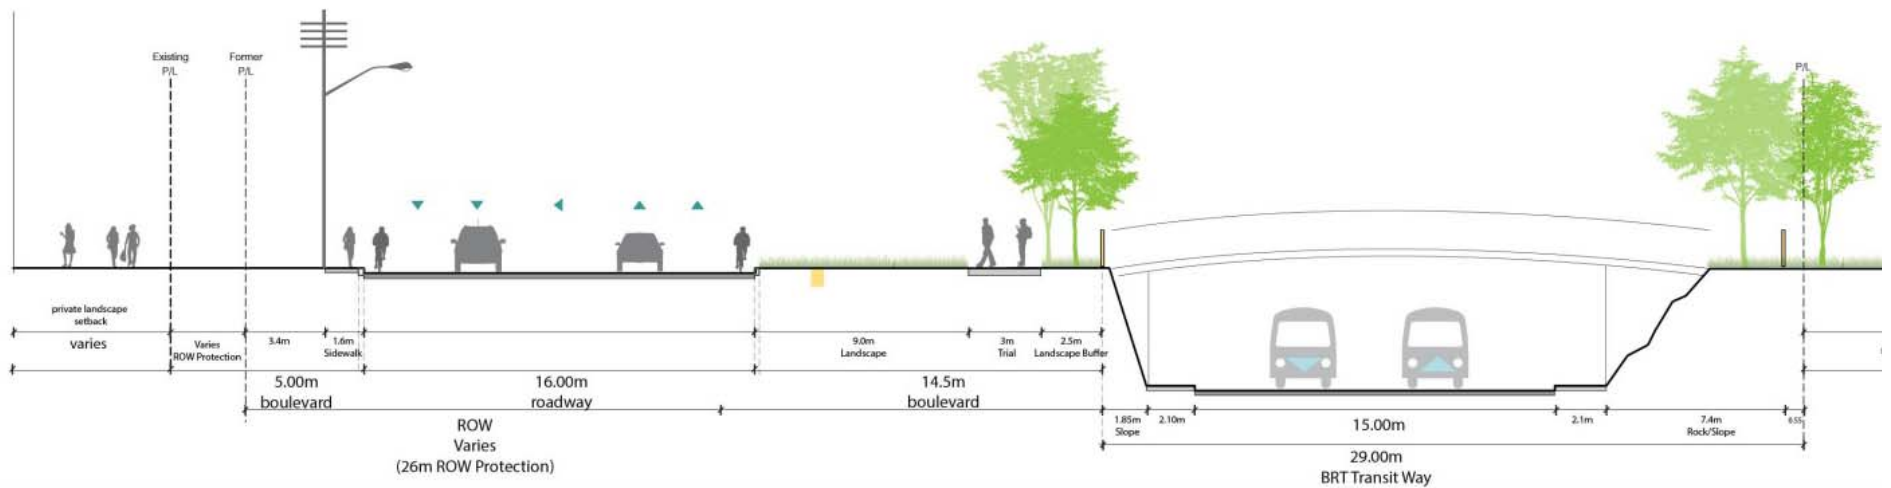 Existing
P/L
Former
P/L
P/L
private landscape
setback
varies
Varies
ROW Protection
3.4m
1.6m
Sidewalk
9.0m
Landscape
3m
Trial
2.5m
Landscape Buffer
5.00m
boulevard
16.00m
roadway
14.5m
boulevard
ROW
Varies
(26m ROW Protection)
1.85m
Slope
2.10m
15.00m
2.1m
7.4m
Rock/Slope
0.55
29.00m
BRT Transit Way